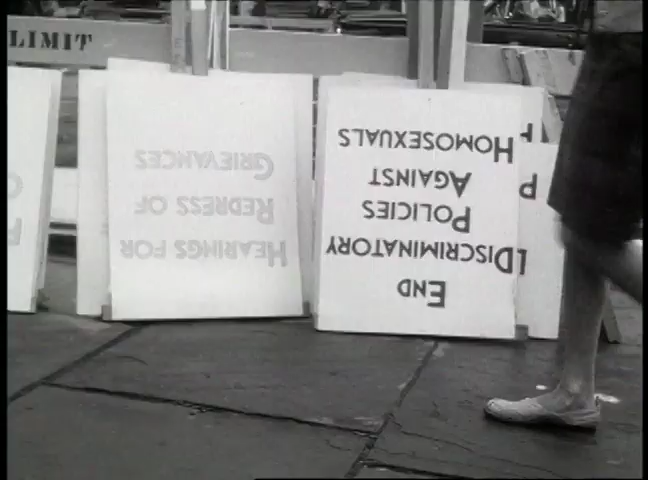 LIMIT
HEARINGS FOR
REDRESS OF
GRIEVANCES
END
DISCRIMINATORY
POLICIES
AGAINST
HOMOSEXUALS